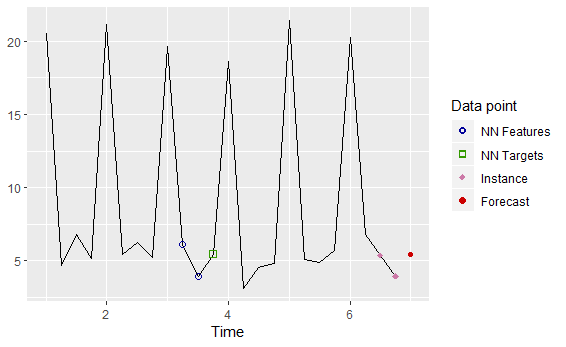 20
15
10
5
2
4
6
Time
Data point
NN Features
NN Targets
Instance
Forecast